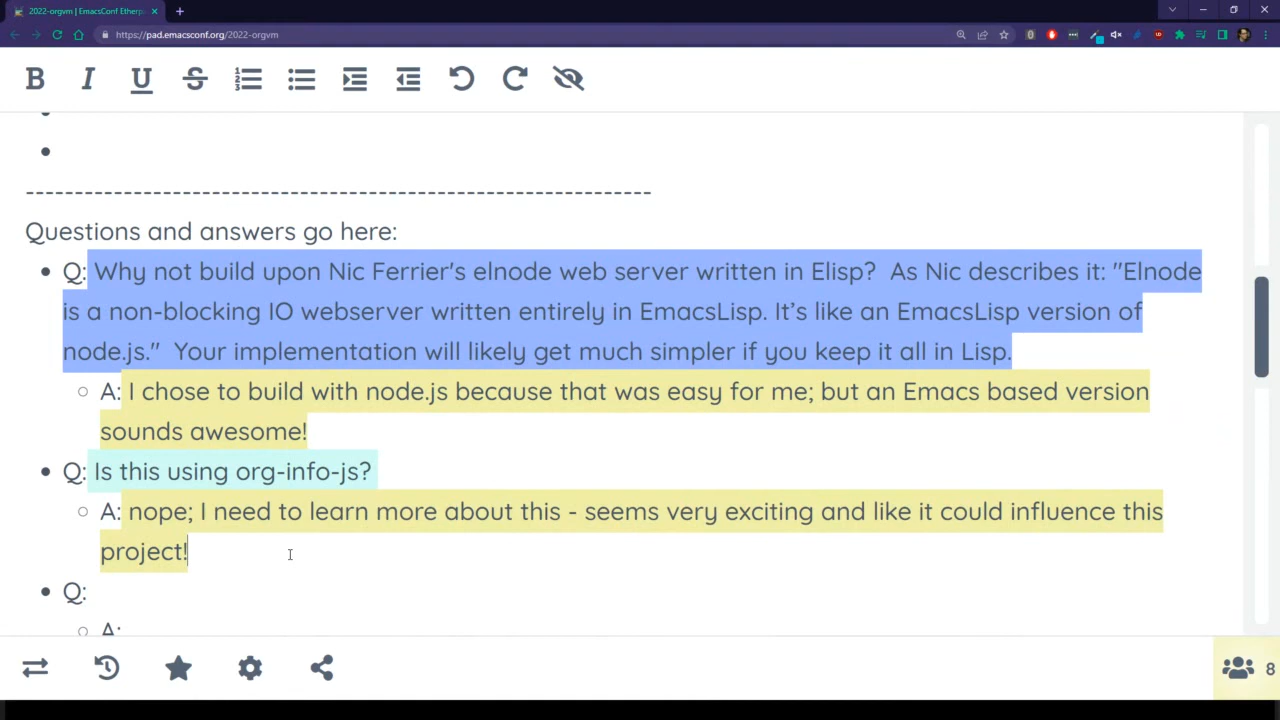 2022-orgvm | EmacsConf Etherp
https://pad.emacsconf.org/2022-orgvm
B I U S
-----------------------------------------------------------------
Questions and answers go here:
Q: Why not build upon Nic Ferrier's elnode web server written in Elisp?  As Nic describes it: "Elnode
is a non-blocking IO webserver written entirely in EmacsLisp. It’s like an EmacsLisp version of
node.js."  Your implementation will likely get much simpler if you keep it all in Lisp.
A: I chose to build with node.js because that was easy for me; but an Emacs based version
sounds awesome!
Q: Is this using org-info-js?
A: nope; I need to learn more about this - seems very exciting and like it could influence this
project!
Q:
A:
8